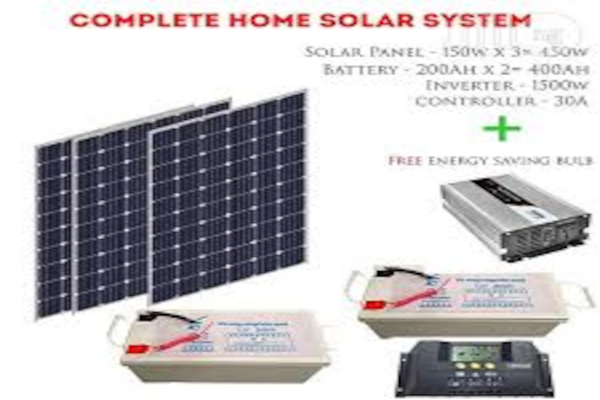 COMPLETE HOME SOLAR SYSTEM
SOLAR PANEL - 150W X 3= 450W
BATTERY - 200AH X 2= 400AH
INVERTER - 1500W
CONTROLLER - 30A
+
FREE ENERGY SAVING BULB